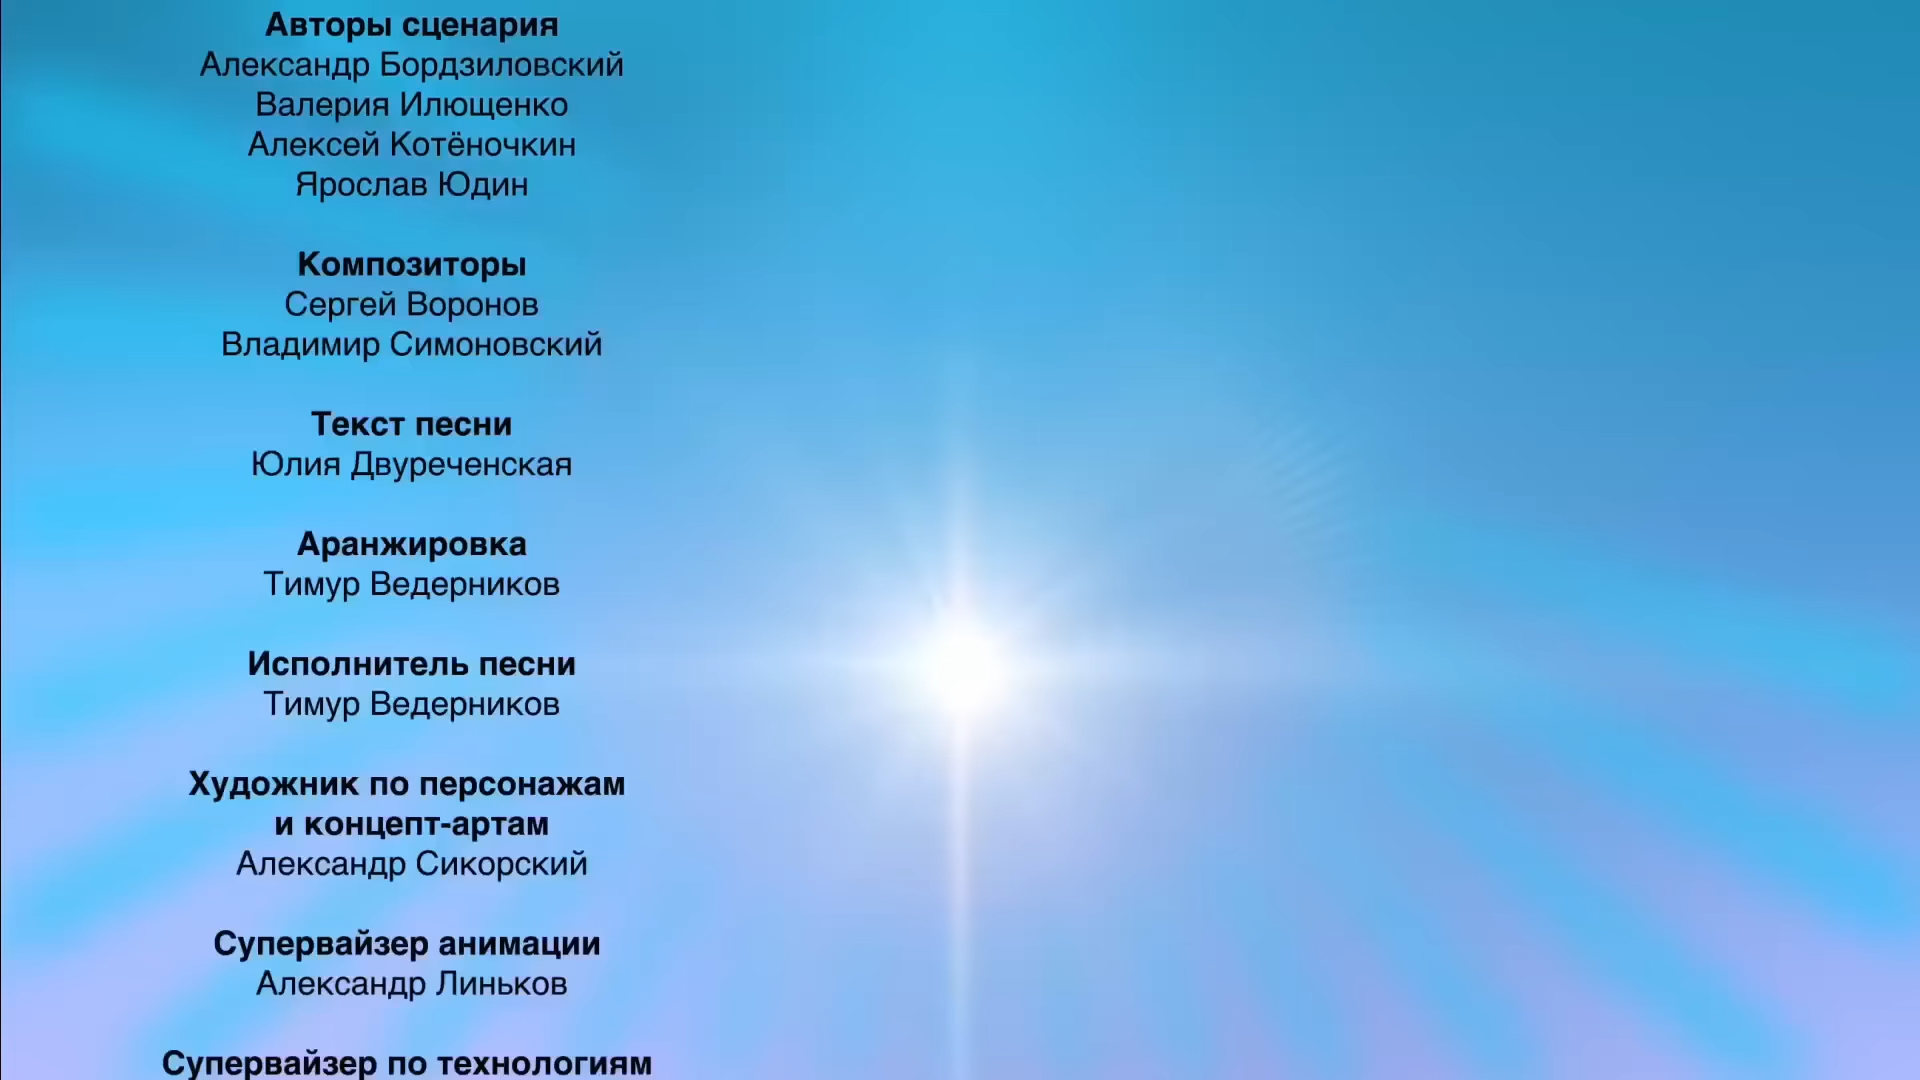 Авторы сценария
Александр Бордзиловский
Валерия Илющенко
Алексей Котёночкин
Ярослав Юдин
Композиторы
Сергей Воронов
Владимир Симоновский
Текст песни
Юлия Двуреченская
Аранжировка
Тимур Ведерников
Исполнитель песни
Тимур Ведерников
Художник по персонажам
и концепт-артам
Александр Сикорский
Супервайзер анимации
Александр Линьков
Супервайзер по технологиям